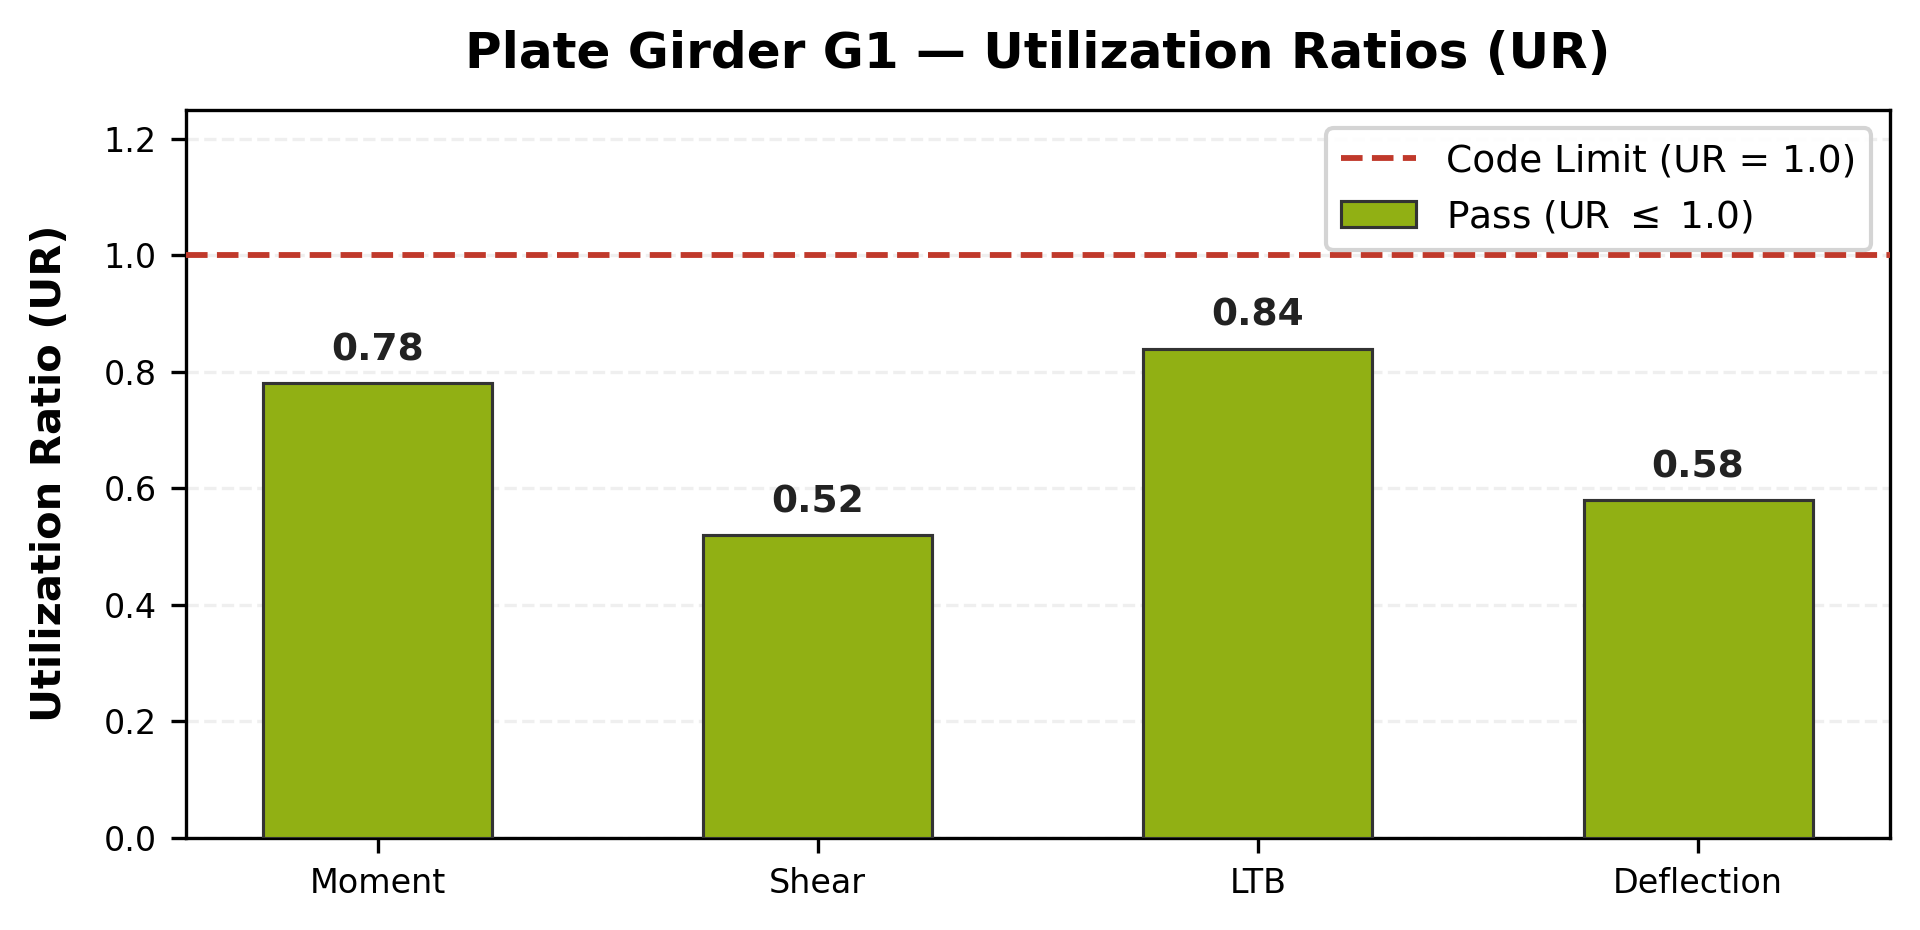 Plate Girder G1 — Utilization Ratios (UR)
Utilization Ratio (UR)
1.2
1.0
0.8
0.6
0.4
0.2
0.0
Code Limit (UR = 1.0)
Pass (UR ≤ 1.0)
0.78
0.52
0.84
0.58
Moment
Shear
LTB
Deflection